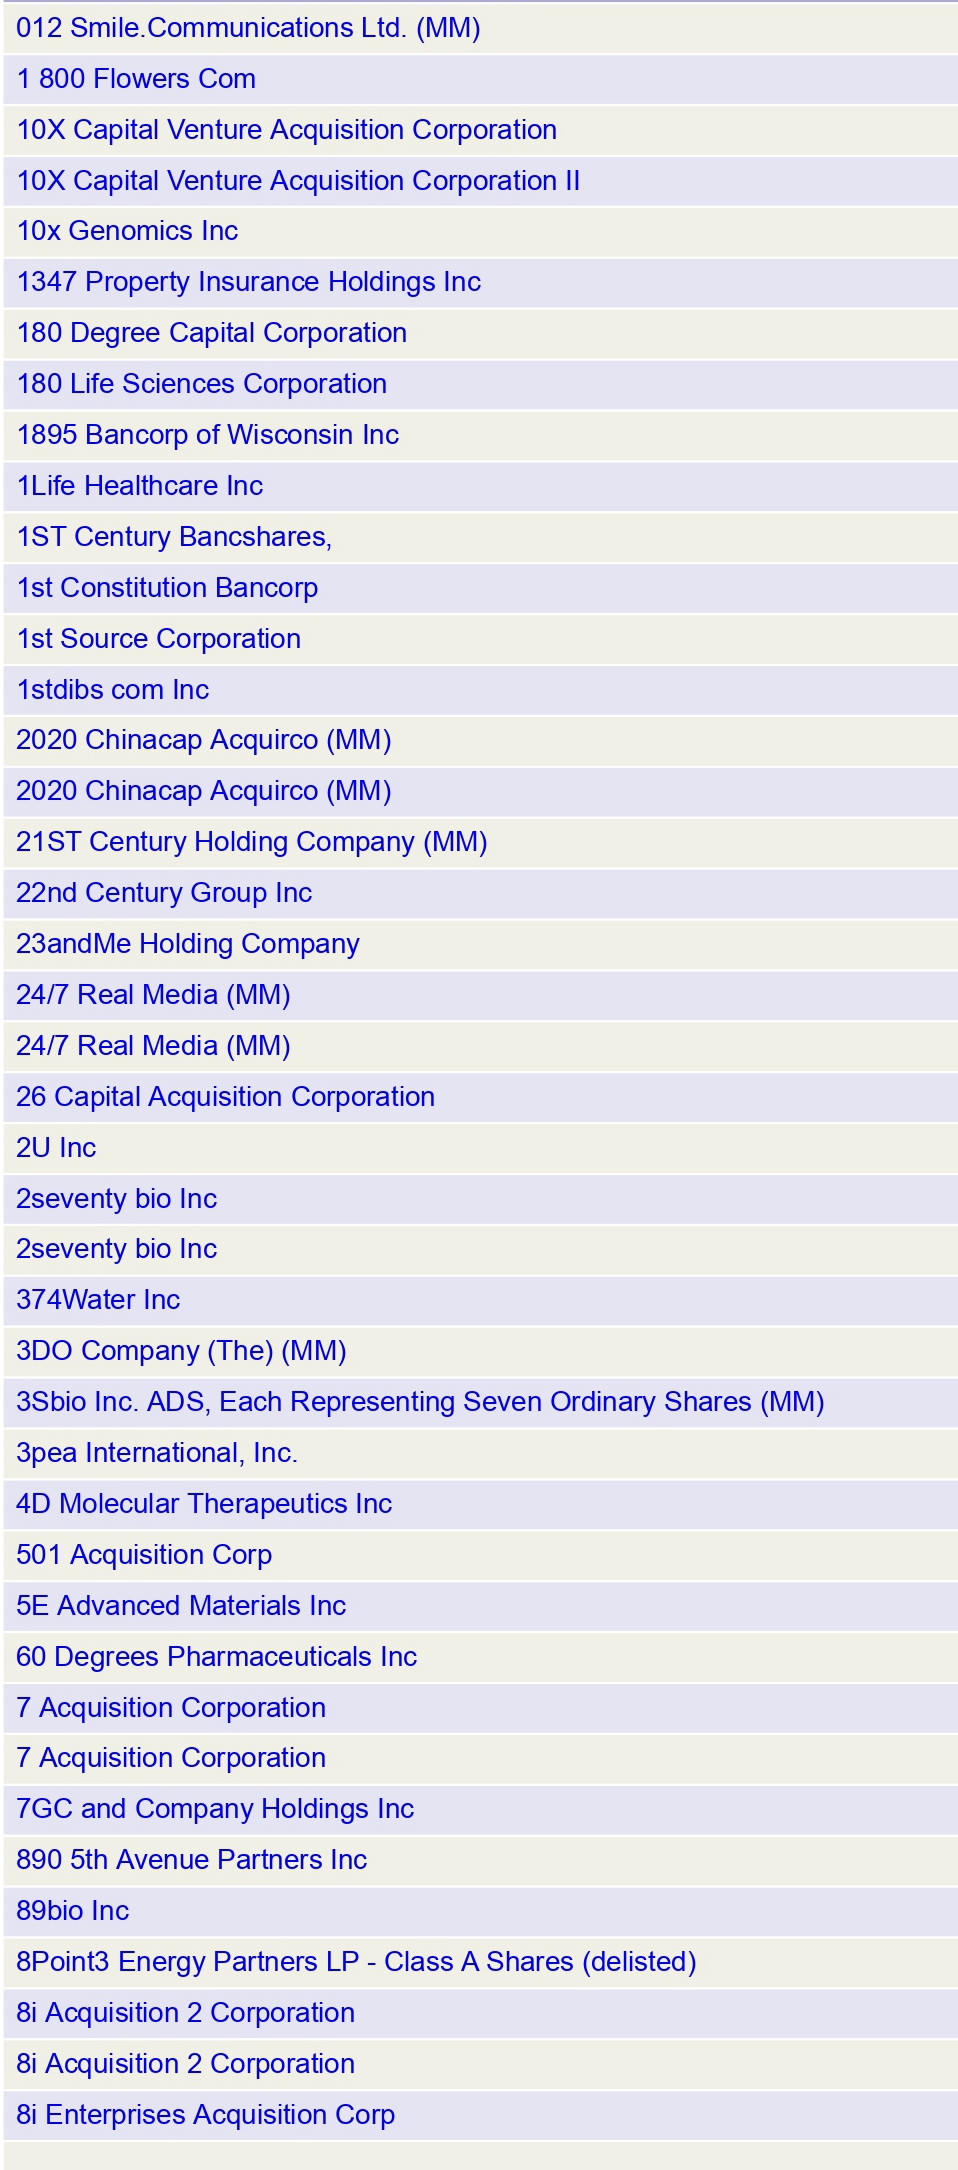 012 Smile.Communications Ltd. (MM)
1 800 Flowers Com
10X Capital Venture Acquisition Corporation
10X Capital Venture Acquisition Corporation II
10x Genomics Inc
1347 Property Insurance Holdings Inc
180 Degree Capital Corporation
180 Life Sciences Corporation
1895 Bancorp of Wisconsin Inc
1Life Healthcare Inc
1ST Century Bancshares,
1st Constitution Bancorp
1st Source Corporation
1stdibs com Inc
2020 Chinacap Acquirco (MM)
2020 Chinacap Acquirco (MM)
21ST Century Holding Company (MM)
22nd Century Group Inc
23andMe Holding Company
24/7 Real Media (MM)
24/7 Real Media (MM)
26 Capital Acquisition Corporation
2U Inc
2seventy bio Inc
2seventy bio Inc
374Water Inc
3DO Company (The) (MM)
3Sbio Inc. ADS, Each Representing Seven Ordinary Shares (MM)
3pea International, Inc.
4D Molecular Therapeutics Inc
501 Acquisition Corp
5E Advanced Materials Inc
60 Degrees Pharmaceuticals Inc
7 Acquisition Corporation
7 Acquisition Corporation
7GC and Company Holdings Inc
890 5th Avenue Partners Inc
89bio Inc
8Point3 Energy Partners LP - Class A Shares (delisted)
8i Acquisition 2 Corporation
8i Acquisition 2 Corporation
8i Enterprises Acquisition Corp